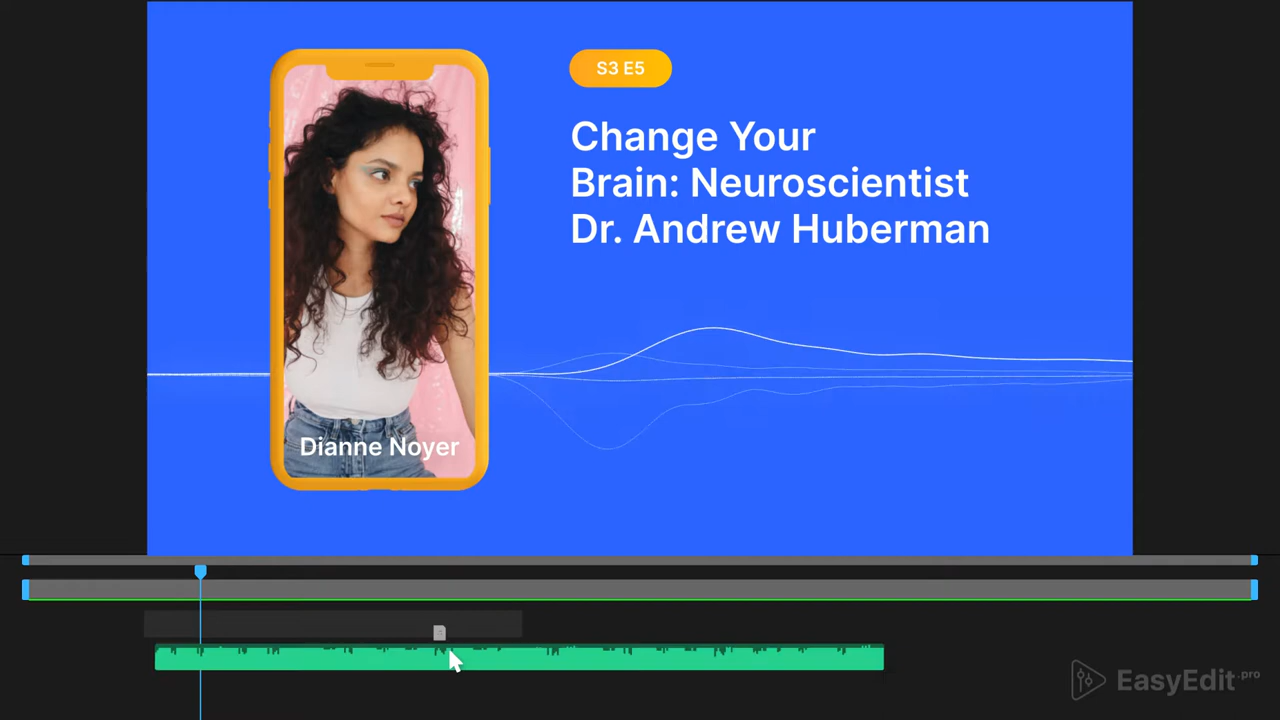 S3 E5
Change Your
Brain: Neuroscientist
Dr. Andrew Huberman
Dianne Noyer
EasyEdit.pro